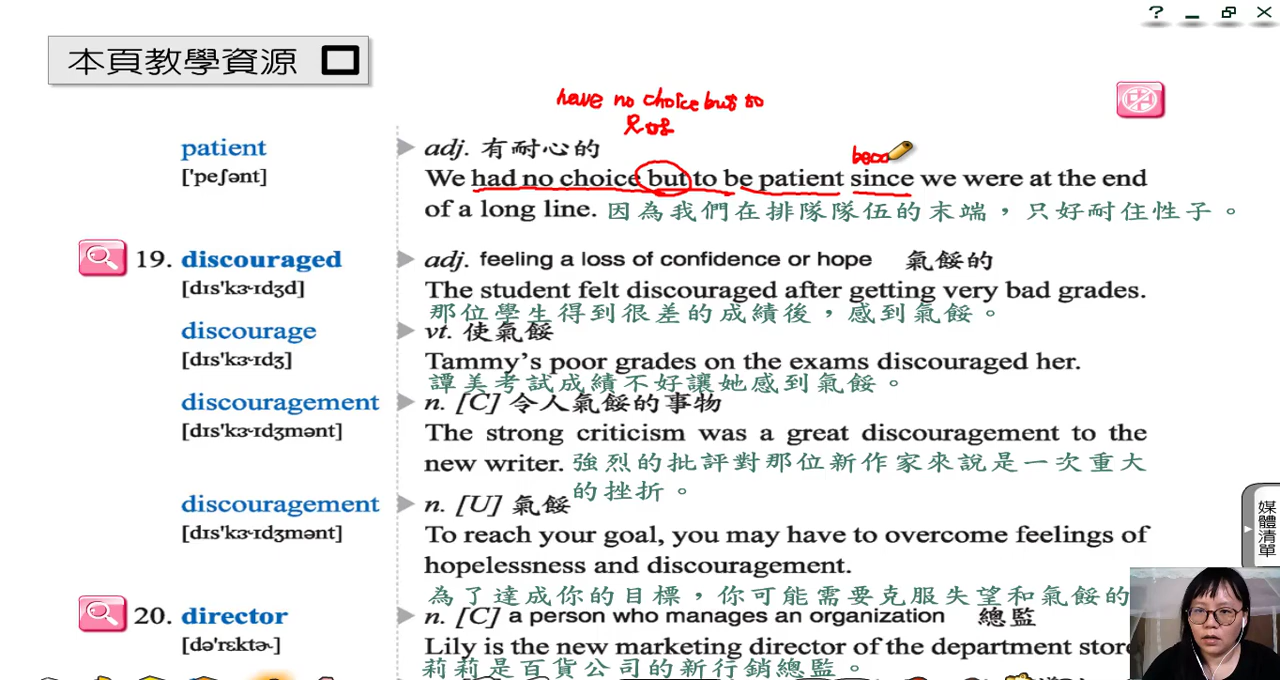 本頁教學資源
have no choice but to
只好
patient
adj. 有耐心的
beca
['peʃənt]
We had no choice but to be patient since we were at the end
of a long line. 因為我們在排隊隊伍的末端，只好耐住性子。
19. discouraged
adj. feeling a loss of confidence or hope 氣餒的
[dɪs'kɝɪdʒd]
The student felt discouraged after getting very bad grades.
那位學生得到很差的成績後，感到氣餒。
discourage
vt. 使氣餒
[dɪs'kɝɪdʒ]
Tammy's poor grades on the exams discouraged her.
譚美考試成績不好讓她感到氣餒。
discouragement
n. [C] 令人氣餒的事物
[dɪs'kɝɪdʒmənt]
The strong criticism was a great discouragement to the
new writer. 強烈的批評對那位新作家來說是一次重大
的挫折。
discouragement
n. [U] 氣餒
[dɪs'kɝɪdʒmənt]
To reach your goal, you may have to overcome feelings of
hopelessness and discouragement.
為了達成你的目標，你可能需要克服失望和氣餒的
20. director
n. [C] a person who manages an organization 總監
[də'rɛktɚ]
Lily is the new marketing director of the department store
莉莉是百貨公司的新行銷總監。
媒體清單